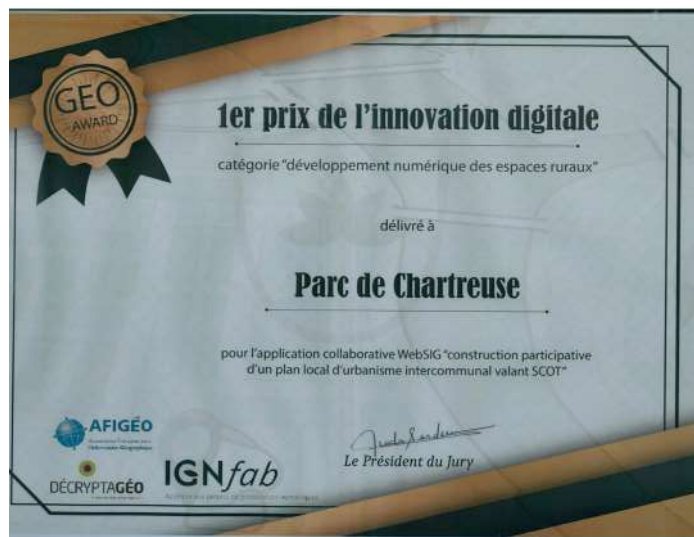 GEO
AWARD
1er prix de l'innovation digitale
catégorie "développement numérique des espaces ruraux"
délivré à
Parc de Chartreuse
pour l'application collaborative WebSIG "construction participative
d'un plan local d'urbanisme intercommunal valant SCOT"
AFIGÉO
DÉCRYPTAGÉO
IGNfab
Le Président du Jury